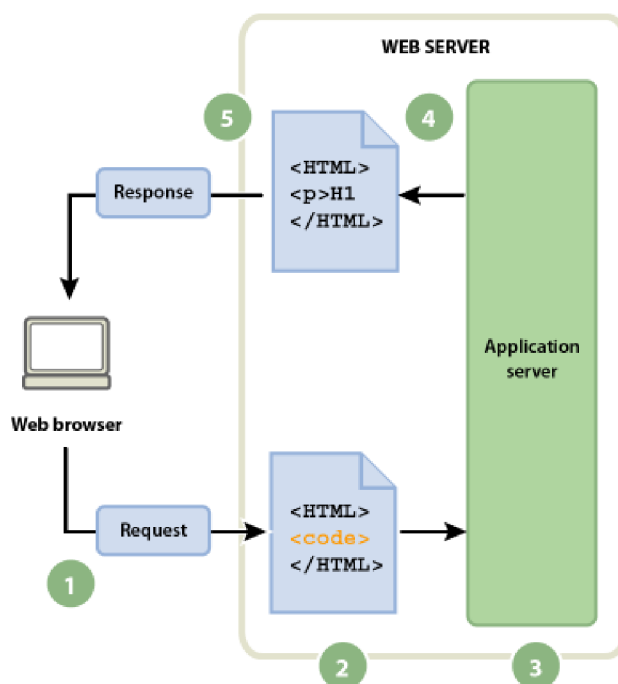 WEB SERVER
5
4
<HTML>
<p>H1
</HTML>
Response
Application
server
Web browser
<HTML>
<code>
</HTML>
Request
1
2
3